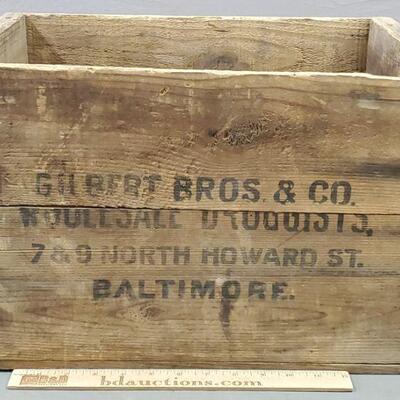 GILBERT BROS. & CO.
WHOLESALE DRUGGISTS,
7 & 9 NORTH HOWARD ST.
BALTIMORE.
bdauctions.com